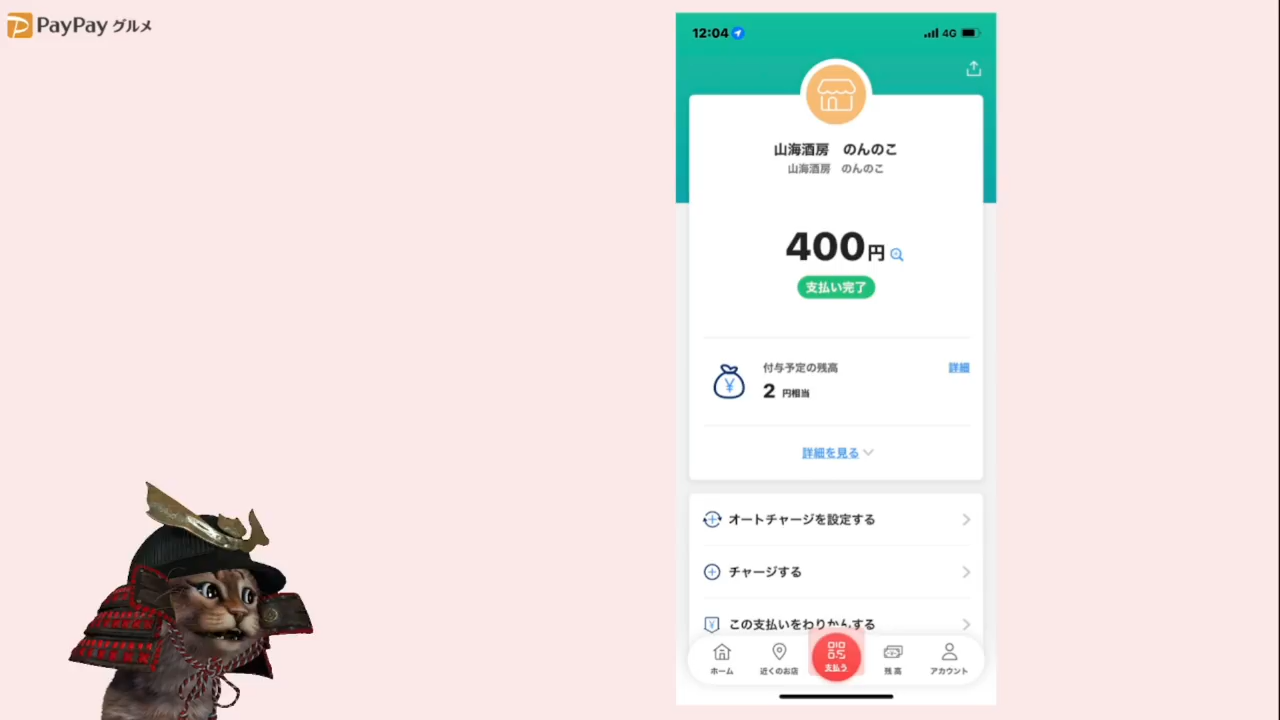 PayPay グルメ
12:04
4G
山海酒房 のんのこ
山海酒房 のんのこ
400円
支払い完了
付与予定の残高
詳細
2 円相当
詳細を見る
オートチャージを設定する
チャージする
この支払いをわりかんする
ホーム
近くのお店
支払う
残高
アカウント